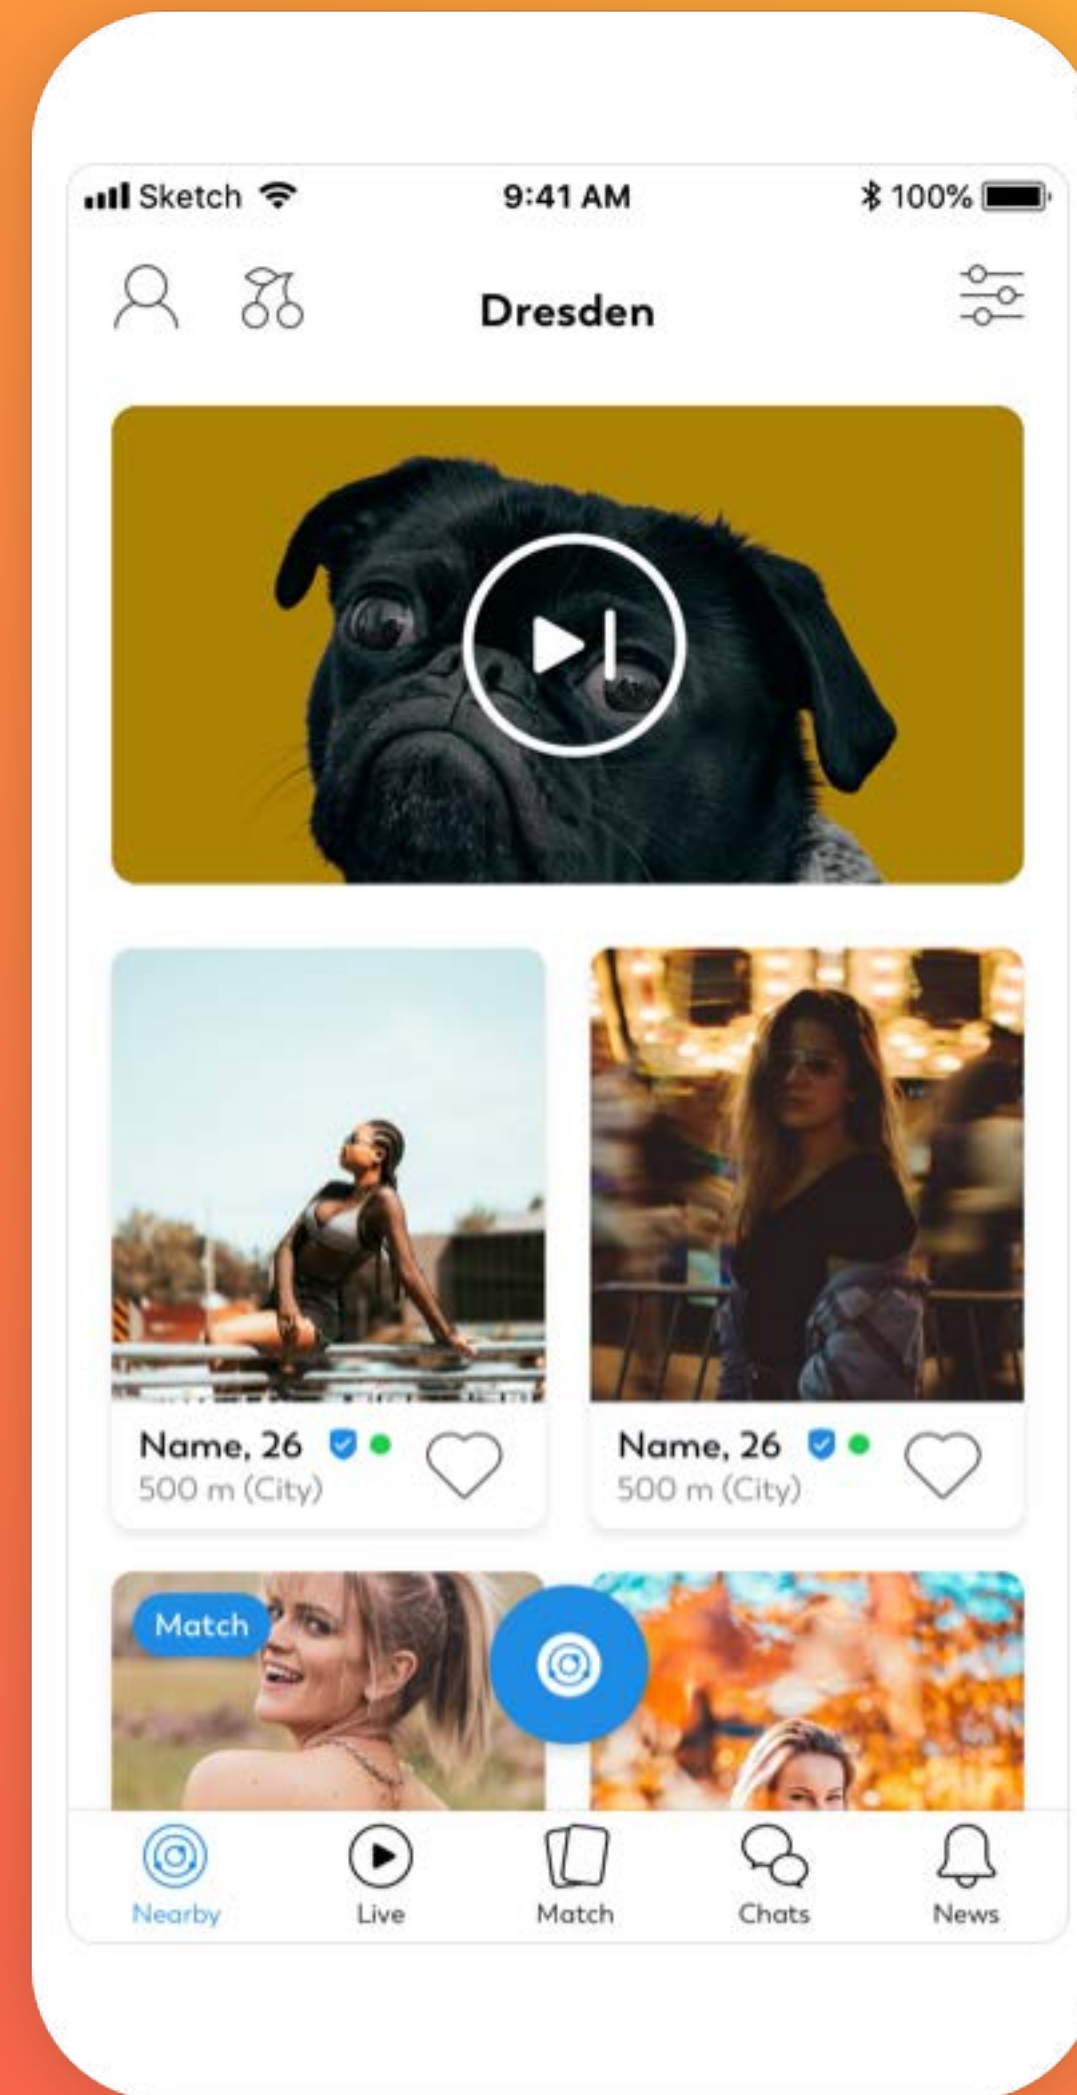 Sketch 9:41 AM 100%
Dresden
Name, 26
500 m (City)
Name, 26
500 m (City)
Match
Nearby Live Match Chats News